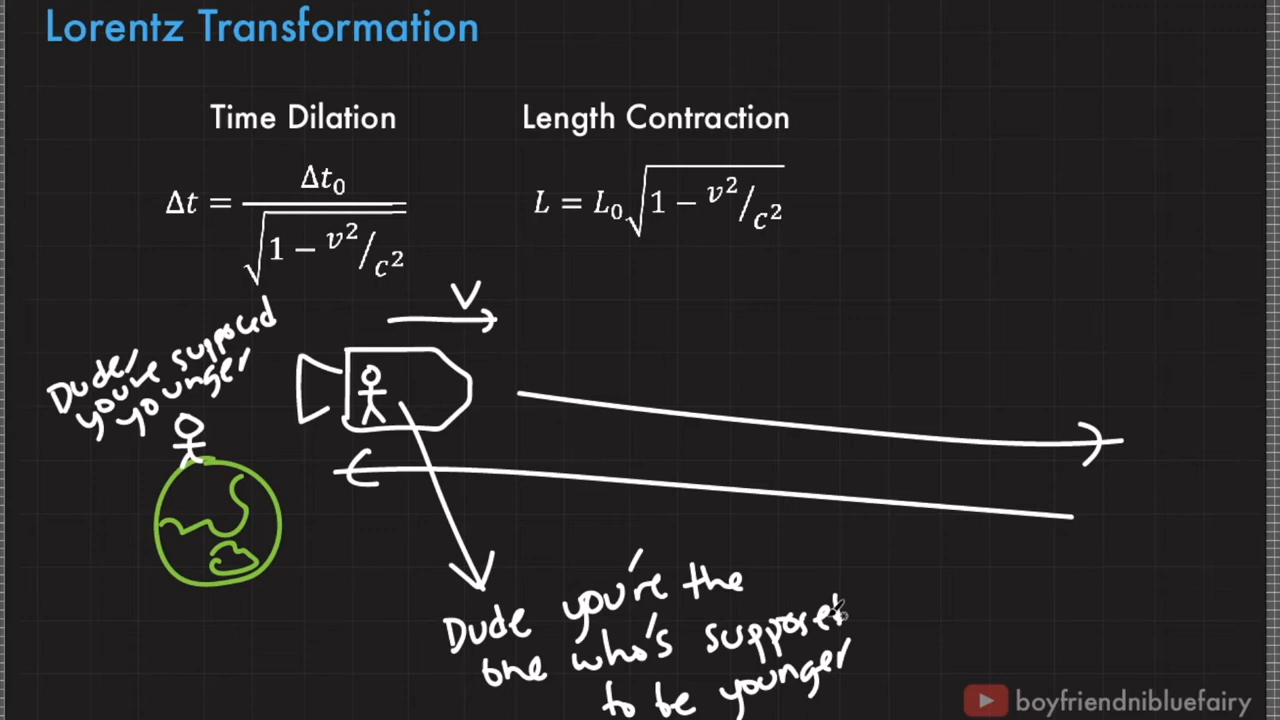 Lorentz Transformation
Time Dilation
Δt = Δt₀ / √(1 − v²/c²)
Length Contraction
L = L₀√(1 − v²/c²)
V
Dude,
you're supposed
younger
Dude you're the
one who's supposed
to be younger
boyfriendnibluefairy